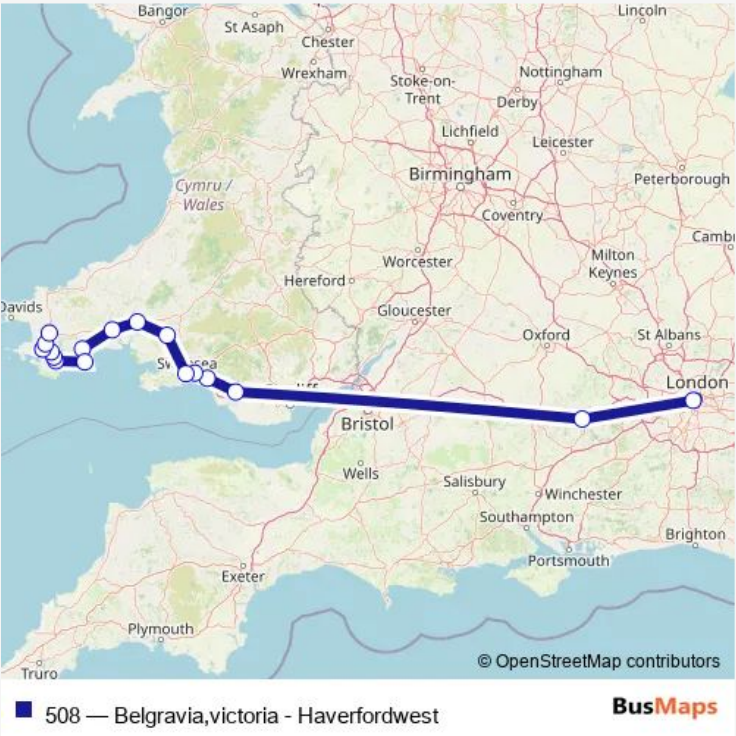 Bangor
St Asaph
Chester
Lincoln
Wrexham
Stoke-on-
Trent
Nottingham
Derby
Lichfield
Leicester
Birmingham
Peterborough
Cymru /
Wales
Coventry
Worcester
Milton
Keynes
Hereford
Davids
Gloucester
Oxford
St Albans
London
Bristol
Wells
Salisbury
Winchester
Southampton
Brighton
Portsmouth
Exeter
Plymouth
Truro
© OpenStreetMap contributors
508 — Belgravia,victoria - Haverfordwest
BusMaps